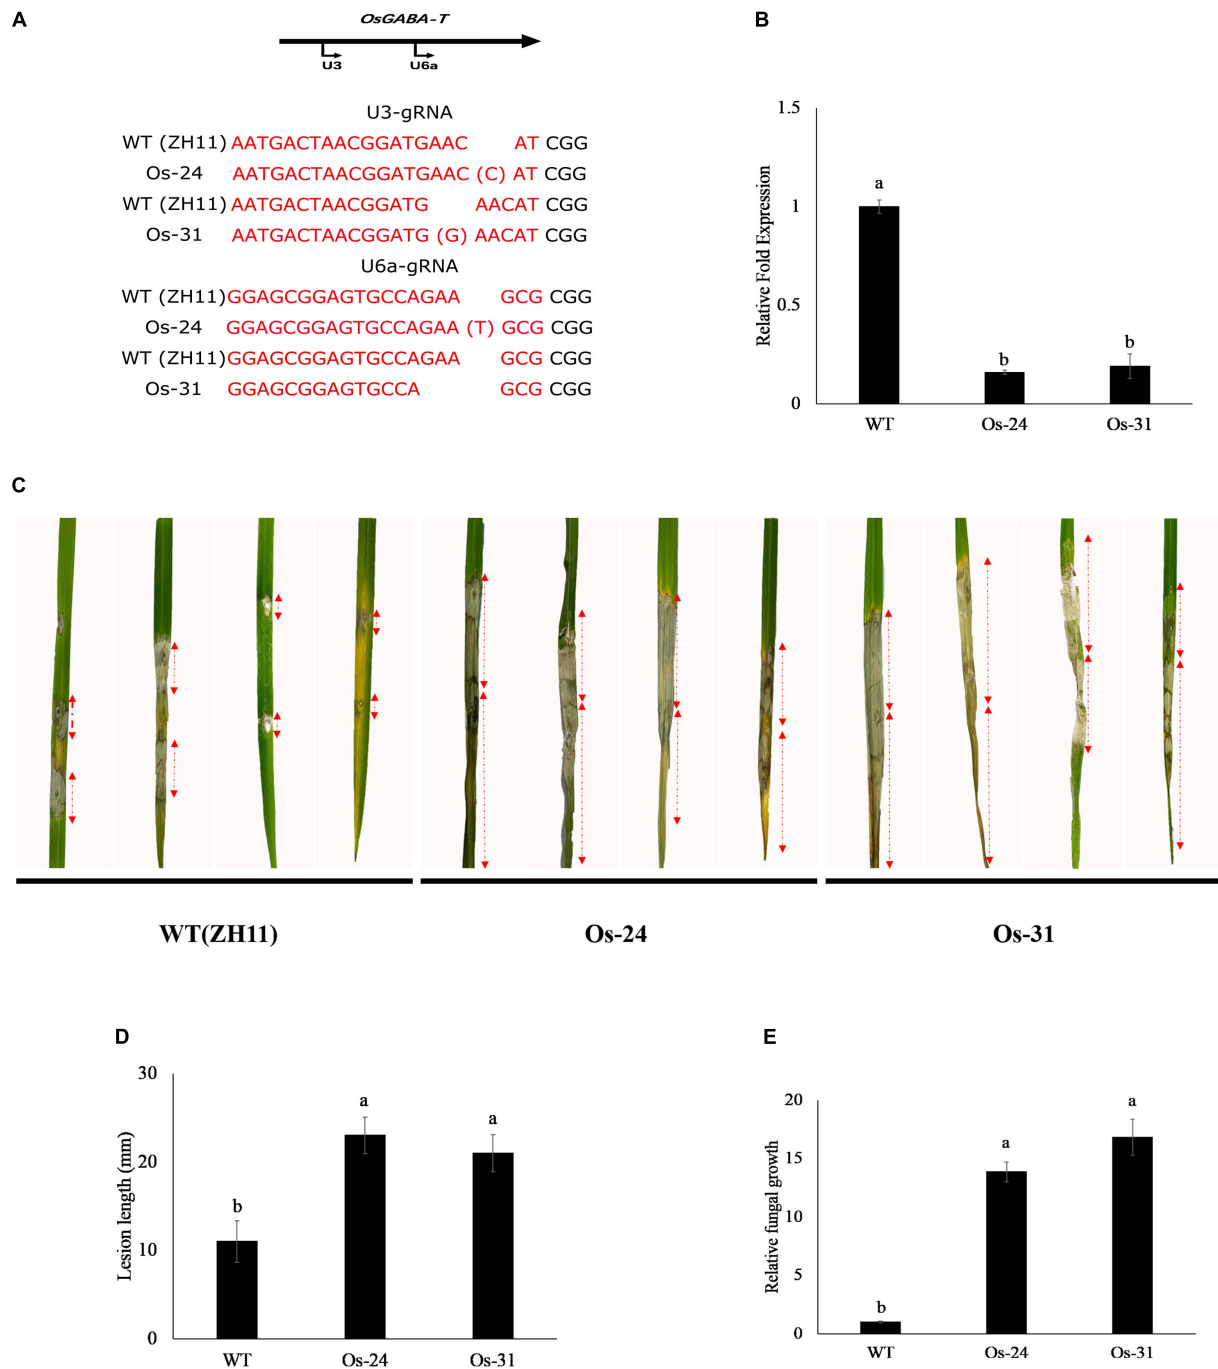 A
OsGABA-T
U3 U6a
U3-gRNA
WT (ZH11) AATGACTAACGGATGAAC AT CGG
Os-24 AATGACTAACGGATGAAC (C) AT CGG
WT (ZH11) AATGACTAACGGATG AACAT CGG
Os-31 AATGACTAACGGATG (G) AACAT CGG
U6a-gRNA
WT (ZH11) GGAGCGGAGTGCCAGAA GCG CGG
Os-24 GGAGCGGAGTGCCAGAA (T) GCG CGG
WT (ZH11) GGAGCGGAGTGCCAGAA GCG CGG
Os-31 GGAGCGGAGTGCCA GCG CGG
B
Relative Fold Expression
1.5
1
0.5
0
a
b
b
WT Os-24 Os-31
C
WT(ZH11) Os-24 Os-31
D
Lesion length (mm)
30
20
10
0
b
a
a
WT Os-24 Os-31
E
Relative fungal growth
20
15
10
5
0
b
a
a
WT Os-24 Os-31